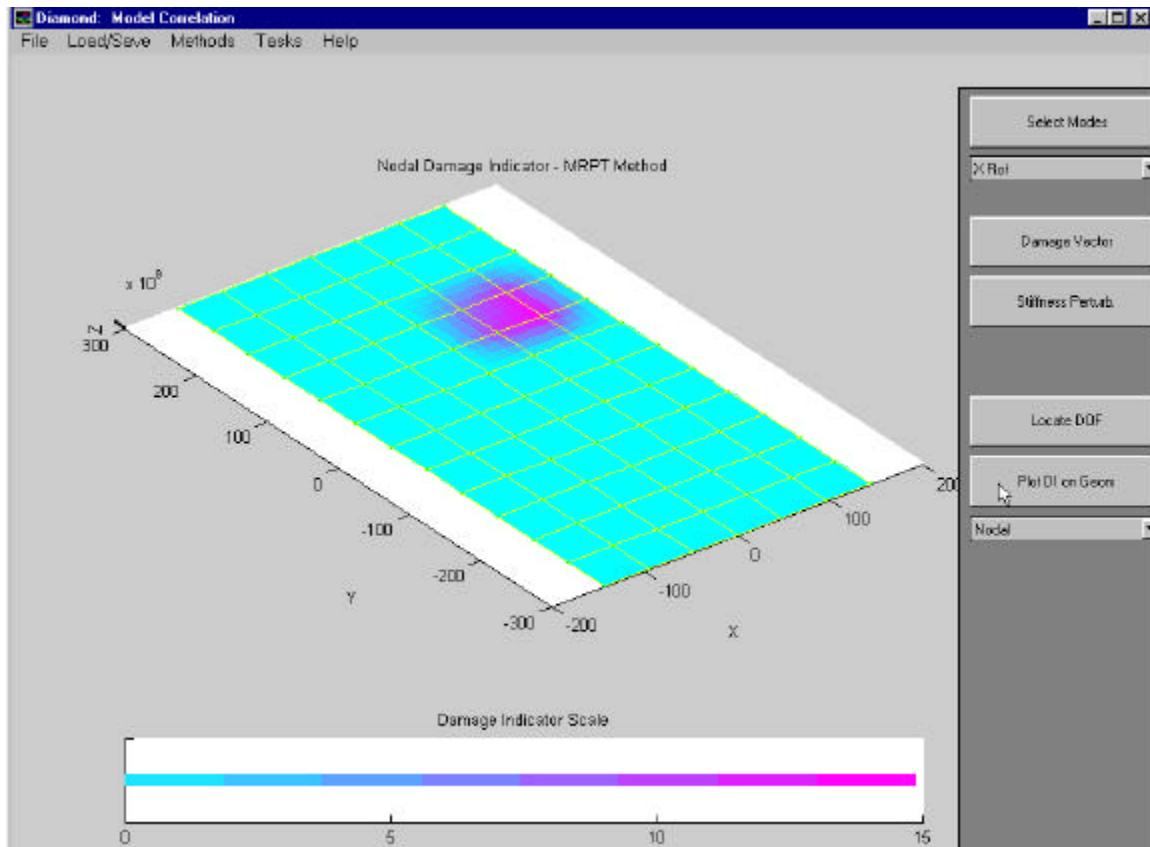 Diamond: Model Correlation
File Load/Save Methods Tasks Help
Select Modes
X Rot
Damage Vector
Stiffness Perturb.
Locate DOF
Plot DI on Geom
Nodal
Nodal Damage Indicator - MRPT Method
x 10
Z
300
200
100
0
-100
-200
-300
Y
-200
-100
0
100
200
X
Damage Indicator Scale
0 5 10 15